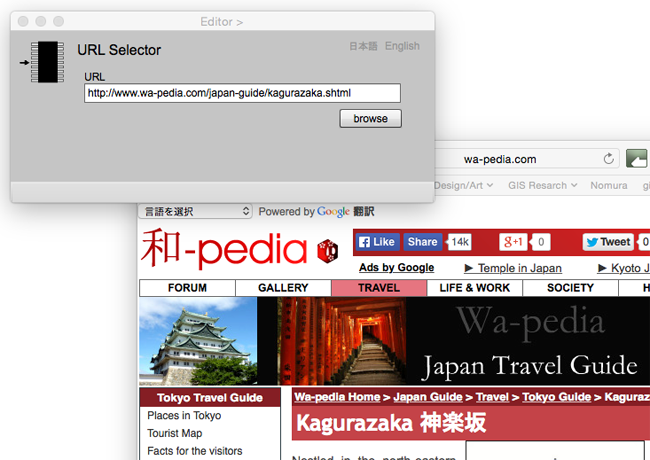 Editor >
URL Selector
日本語 English
URL
http://www.wa-pedia.com/japan-guide/kagurazaka.shtml
browse
wa-pedia.com
Design/Art GIS Resarch Nomura
言語を選択 Powered by Google 翻訳
和-pedia
Like Share 14k g+1 0 Tweet 0
Ads by Google ► Temple in Japan ► Kyoto J
FORUM GALLERY TRAVEL LIFE & WORK SOCIETY H
Wa-pedia
Japan Travel Guide
Tokyo Travel Guide
Places in Tokyo
Tourist Map
Facts for the visitors
Wa-pedia Home > Japan Guide > Travel > Tokyo Guide > Kaguraz
Kagurazaka 神楽坂
Nestled in the north-eastern